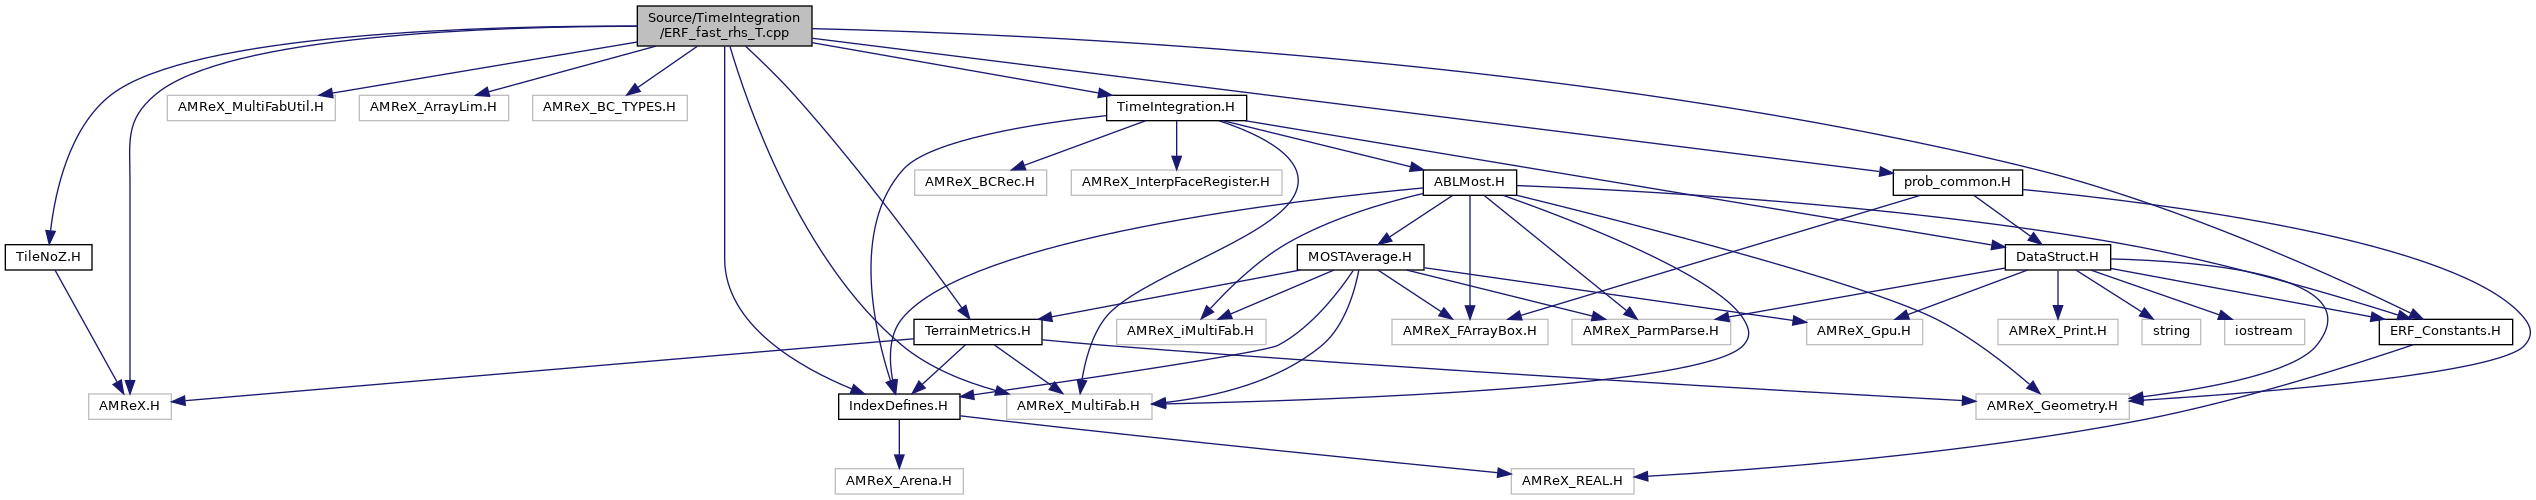 Source/TimeIntegration
/ERF_fast_rhs_T.cpp
AMReX_MultiFabUtil.H
AMReX_ArrayLim.H
AMReX_BC_TYPES.H
TimeIntegration.H
AMReX_BCRec.H
AMReX_InterpFaceRegister.H
ABLMost.H
prob_common.H
TileNoZ.H
MOSTAverage.H
DataStruct.H
TerrainMetrics.H
AMReX_iMultiFab.H
AMReX_FArrayBox.H
AMReX_ParmParse.H
AMReX_Gpu.H
AMReX_Print.H
string
iostream
ERF_Constants.H
AMReX.H
IndexDefines.H
AMReX_MultiFab.H
AMReX_Geometry.H
AMReX_Arena.H
AMReX_REAL.H